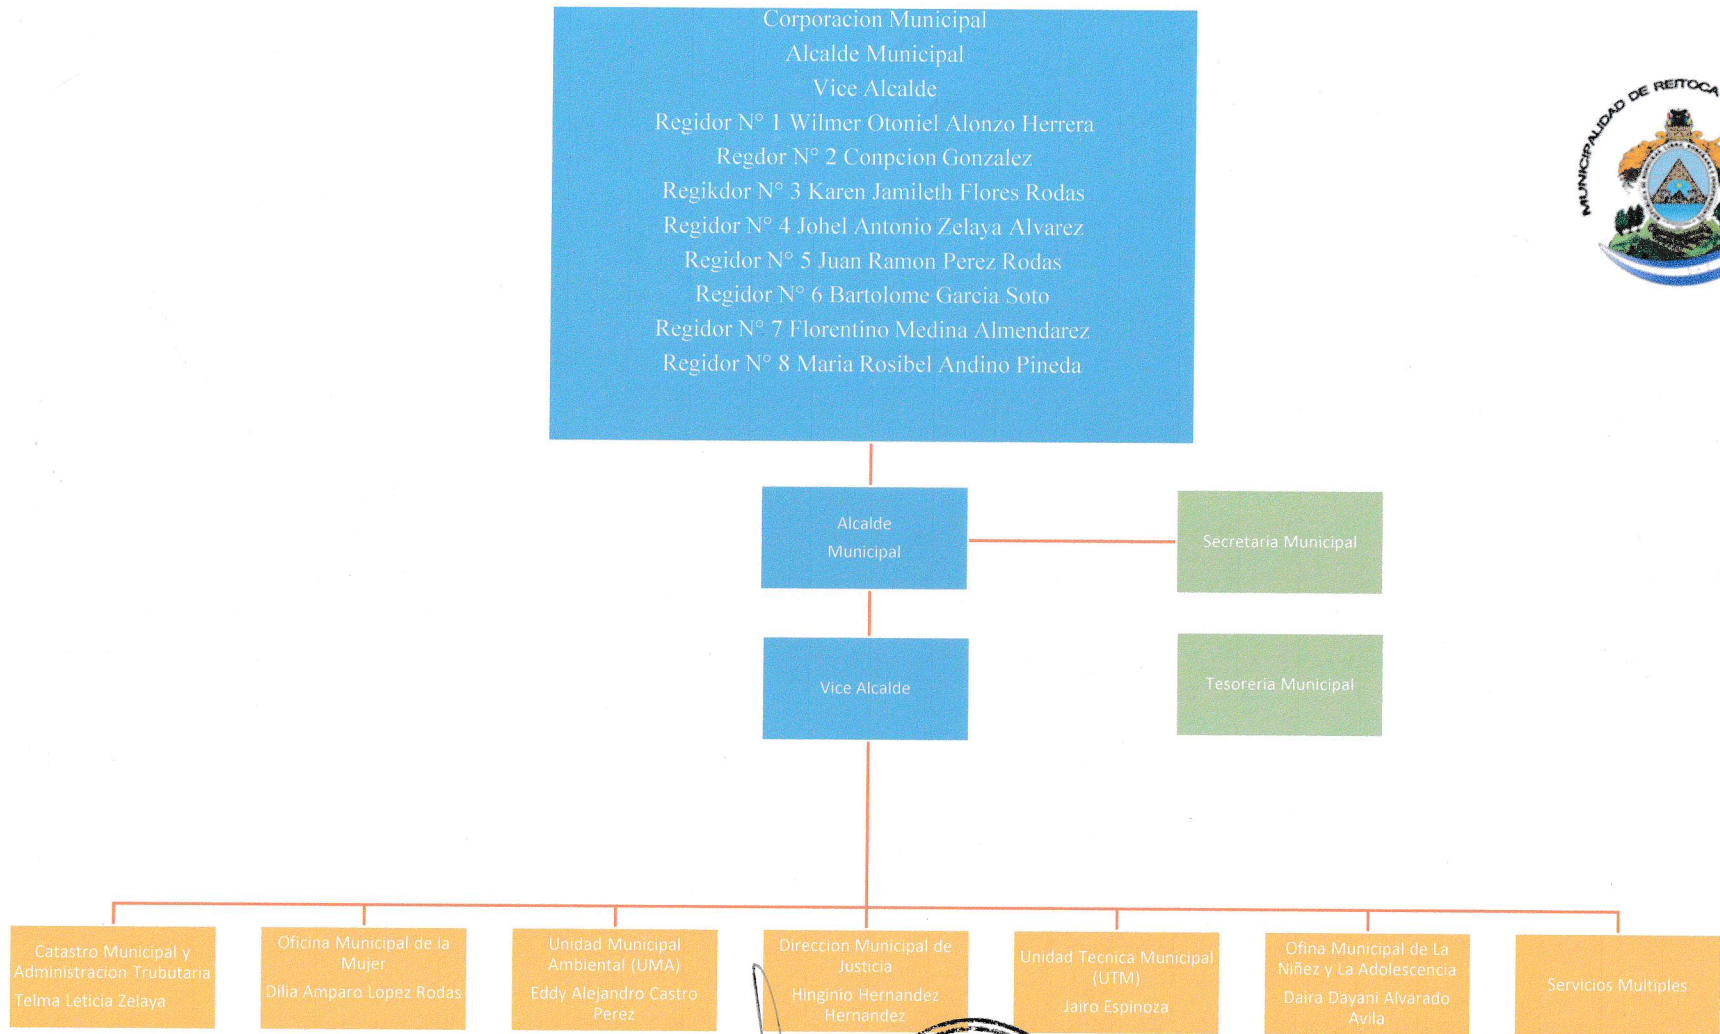 Corporacion Municipal
Alcalde Municipal
Vice Alcalde
Regidor N° 1 Wilmer Otoniel Alonzo Herrera
Regdor N° 2 Conpcion Gonzalez
Regikdor N° 3 Karen Jamileth Flores Rodas
Regidor N° 4 Johel Antonio Zelaya Alvarez
Regidor N° 5 Juan Ramon Perez Rodas
Regidor N° 6 Bartolome Garcia Soto
Regidor N° 7 Florentino Medina Almendarez
Regidor N° 8 Maria Rosibel Andino Pineda
MUNICIPALIDAD DE REITOCA
Alcalde
Municipal
Secretaria Municipal
Vice Alcalde
Tesoreria Municipal
Catastro Municipal y
Administracion Trubutaria
Telma Leticia Zelaya
Oficina Municipal de la
Mujer
Dilia Amparo Lopez Rodas
Unidad Municipal
Ambiental (UMA)
Eddy Alejandro Castro
Perez
Direccion Municipal de
Justicia
Hinginio Hernandez
Hernandez
Unidad Tecnica Municipal
(UTM)
Jairo Espinoza
Ofina Municipal de La
Niñez y La Adolescencia
Daira Dayani Alvarado
Avila
Servicios Multiples